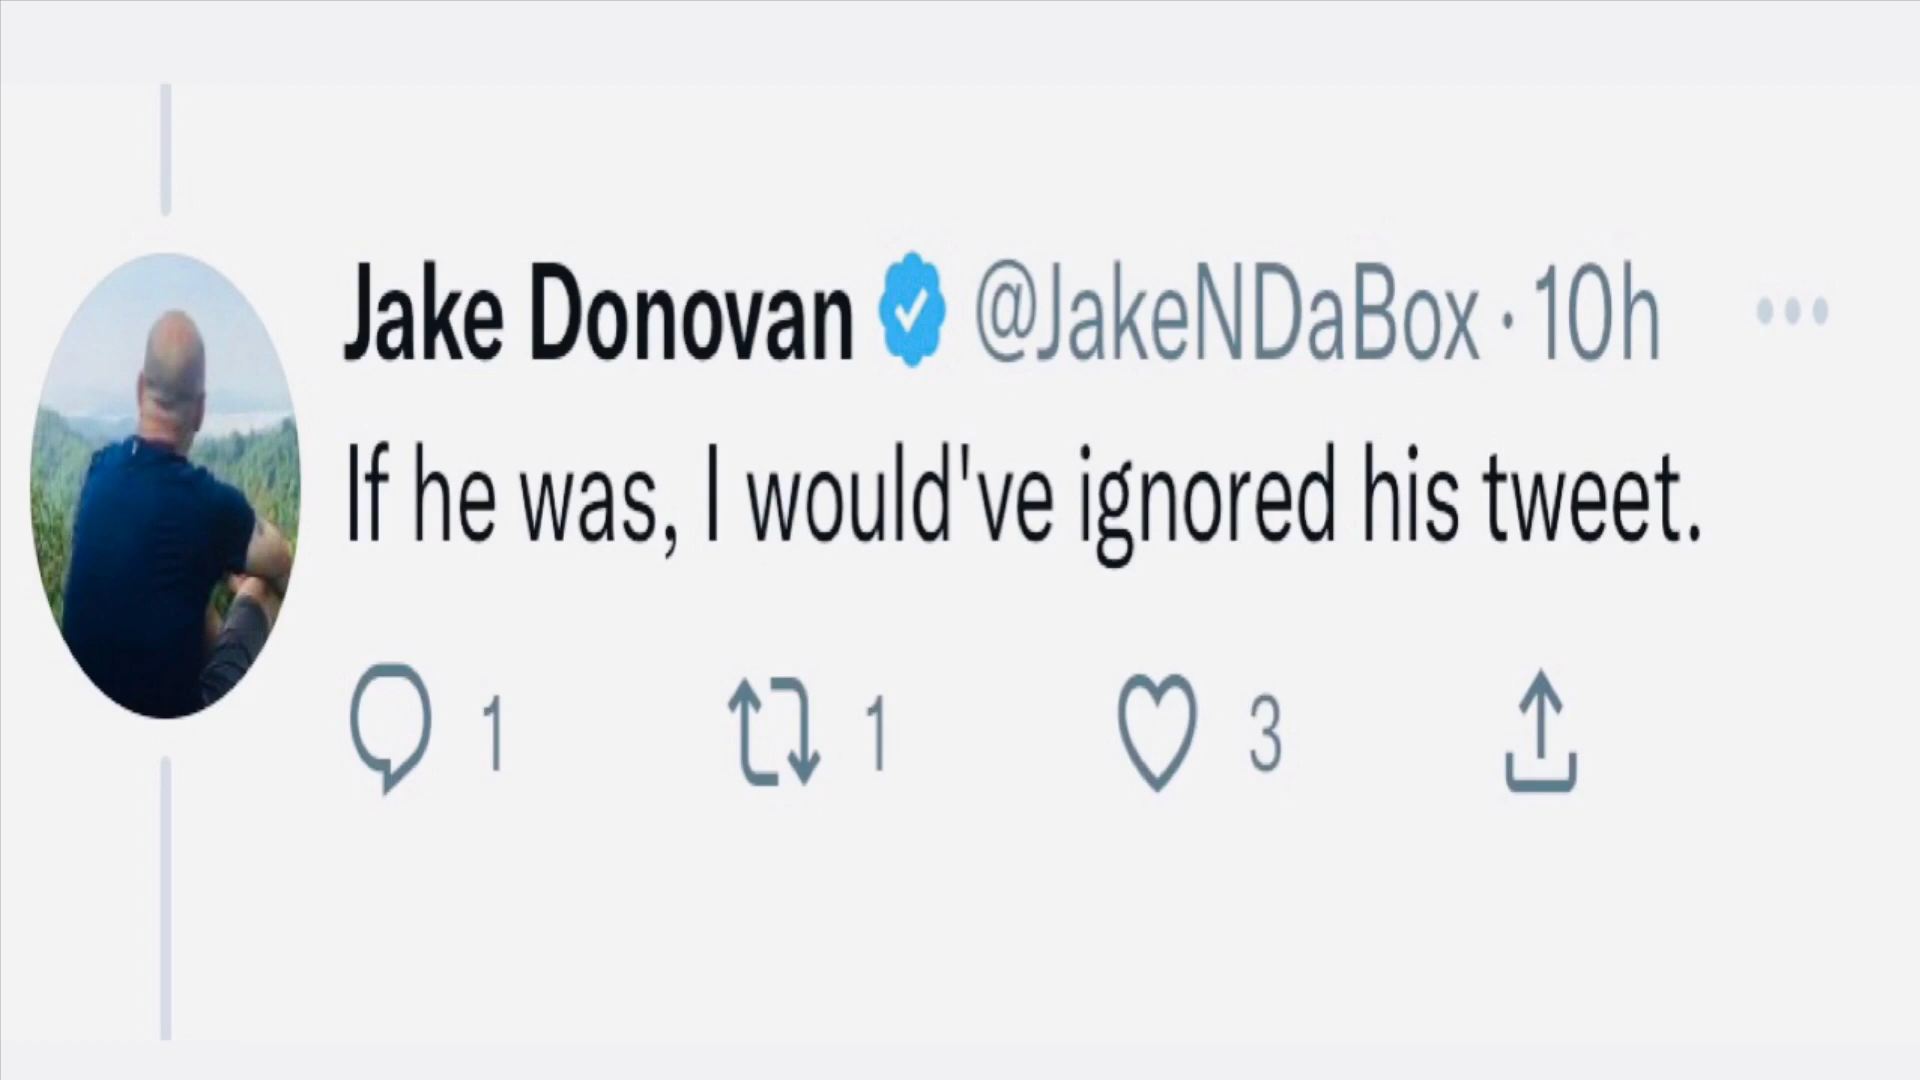 Jake Donovan @JakeNDaBox · 10h
If he was, I would've ignored his tweet.
1 1 3